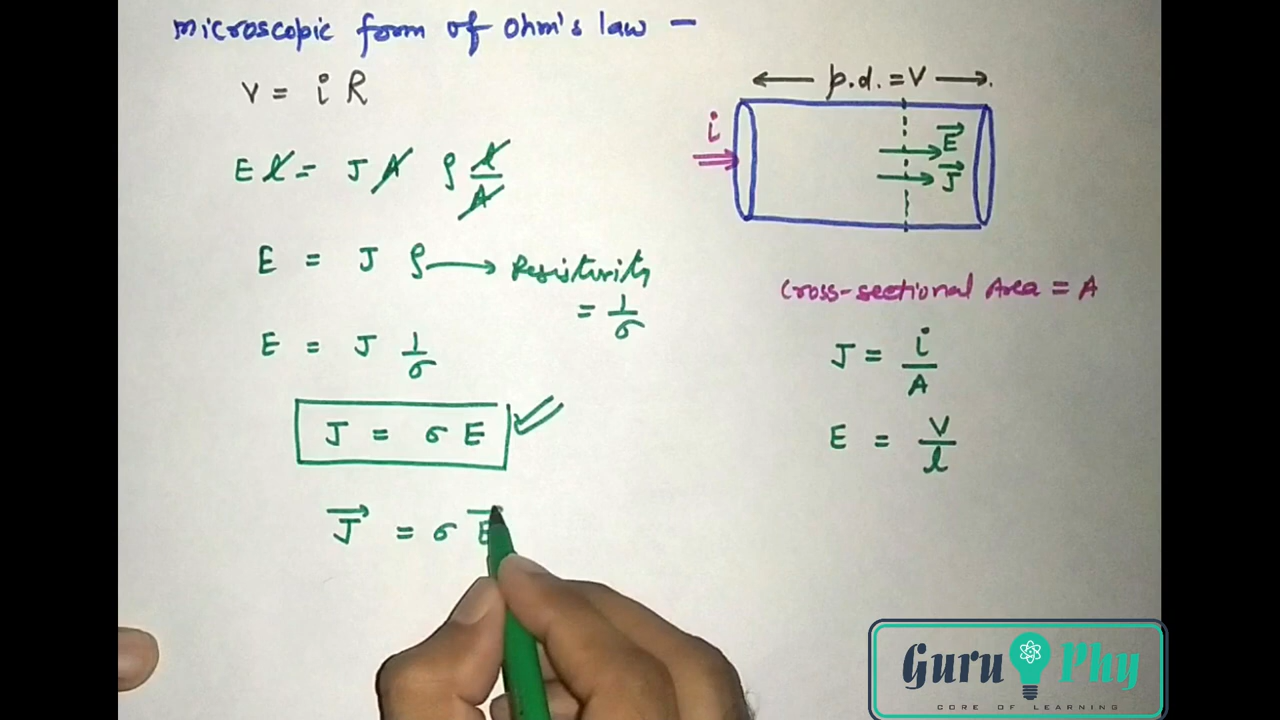 microscopic form of ohm's law –
V = i R
E l = J A ρ l/A
E = J ρ → Resistivity
= 1/σ
E = J 1/σ
J = σ E
J⃗ = σ E⃗
p.d. = V
i
E⃗
J⃗
Cross-sectional Area = A
J = i/A
E = V/l
Guru Phy
CORE OF LEARNING